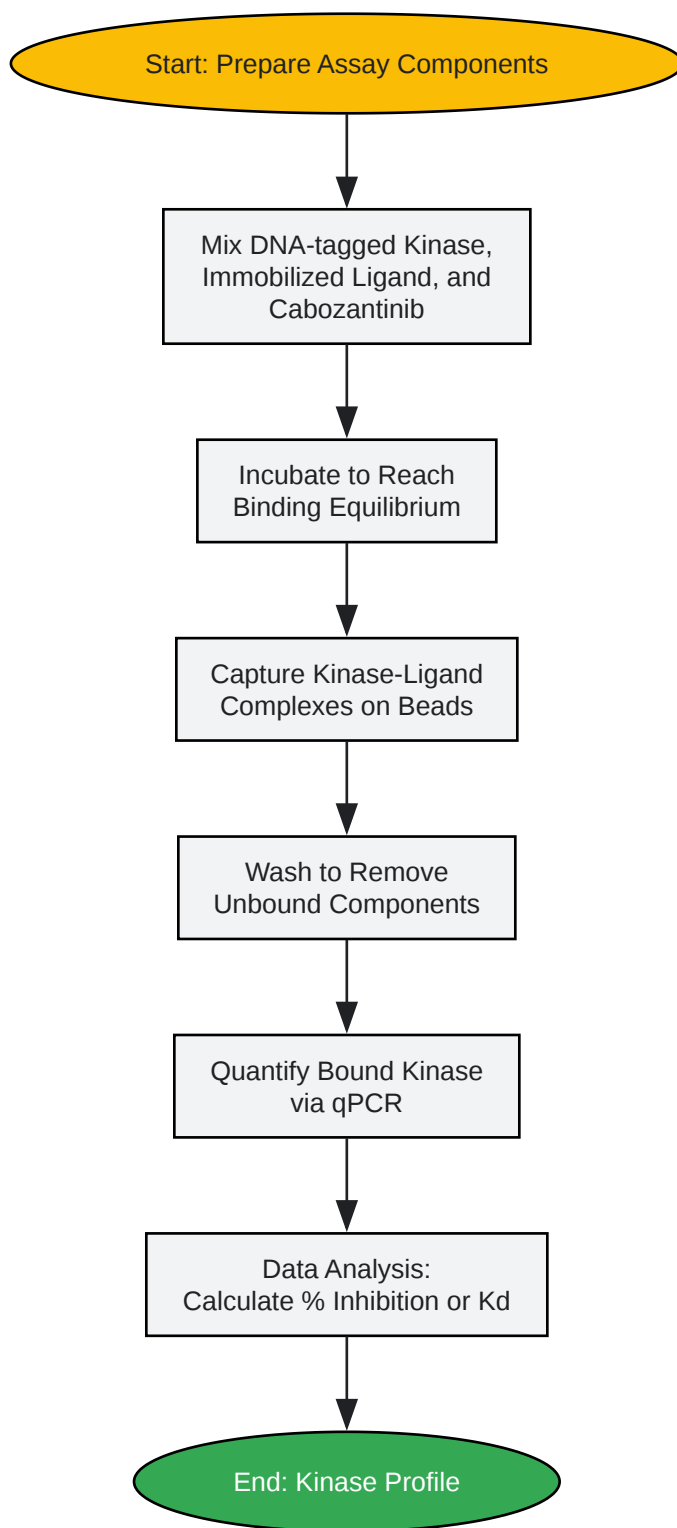 Start: Prepare Assay Components
Mix DNA-tagged Kinase,
Immobilized Ligand, and
Cabozantinib
Incubate to Reach
Binding Equilibrium
Capture Kinase-Ligand
Complexes on Beads
Wash to Remove
Unbound Components
Quantify Bound Kinase
via qPCR
Data Analysis:
Calculate % Inhibition or Kd
End: Kinase Profile